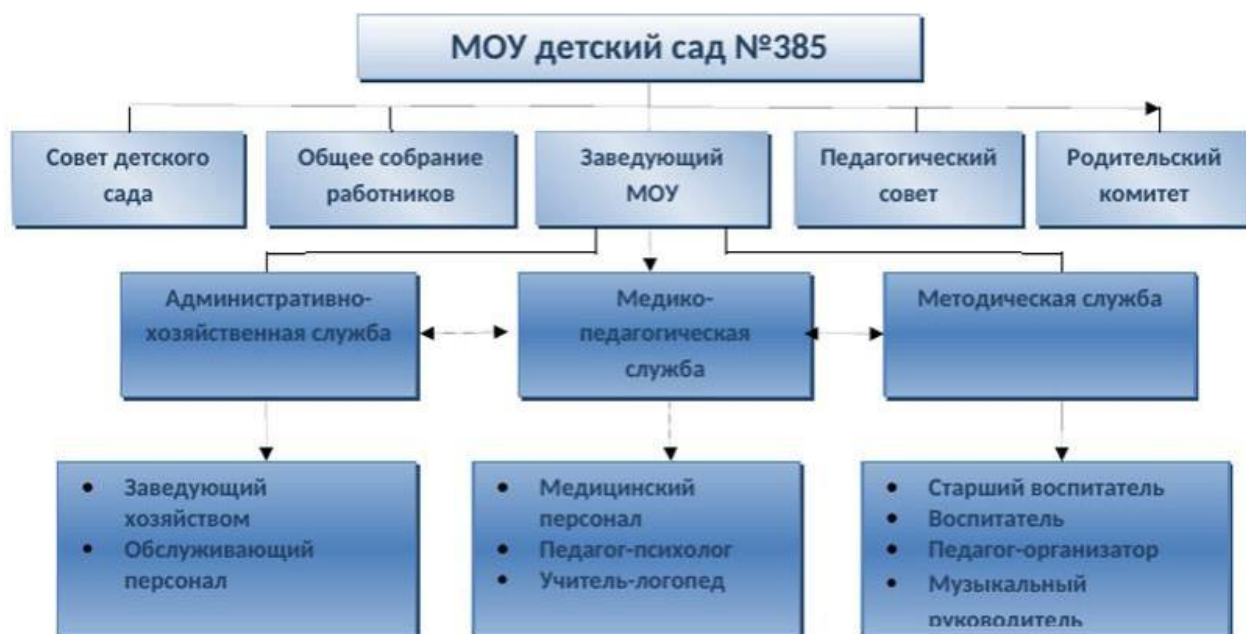 МОУ детский сад №385
Совет детского
сада
Общее собрание
работников
Заведующий
МОУ
Педагогический
совет
Родительский
комитет
Административно-
хозяйственная служба
Медико-
педагогическая
служба
Методическая служба
• Заведующий
хозяйством
• Обслуживающий
персонал
• Медицинский
персонал
• Педагог-психолог
• Учитель-логопед
• Старший воспитатель
• Воспитатель
• Педагог-организатор
• Музыкальный
руководитель